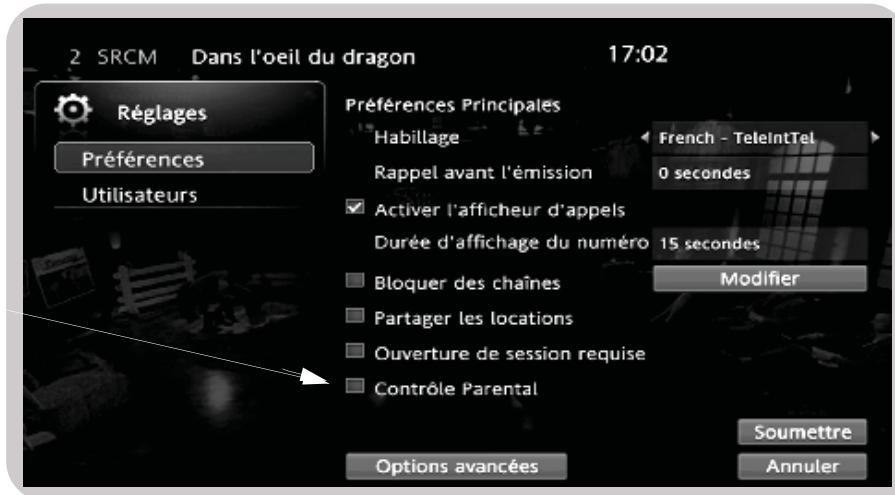 2 SRCM Dans l'oeil du dragon 17:02
Réglages
Préférences
Utilisateurs
Préférences Principales
Habillage French - TeleIntTel
Rappel avant l'émission 0 secondes
Activer l'afficheur d'appels
Durée d'affichage du numéro 15 secondes
Bloquer des chaînes Modifier
Partager les locations
Ouverture de session requise
Contrôle Parental
Soumettre
Options avancées Annuler